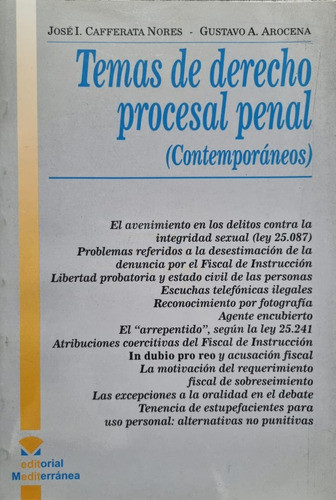 JOSÉ I. CAFFERATA NORES - GUSTAVO A. AROCENA
Temas de derecho
procesal penal
(Contemporáneos)
El avenimiento en los delitos contra la
integridad sexual (ley 25.087)
Problemas referidos a la desestimación de la
denuncia por el Fiscal de Instrucción
Libertad probatoria y estado civil de las personas
Escuchas telefónicas ilegales
Reconocimiento por fotografía
Agente encubierto
El "arrepentido", según la ley 25.241
Atribuciones coercitivas del Fiscal de Instrucción
In dubio pro reo y acusación fiscal
La motivación del requerimiento
fiscal de sobreseimiento
Las excepciones a la oralidad en el debate
Tenencia de estupefacientes para
uso personal: alternativas no punitivas
editorial
Mediterránea